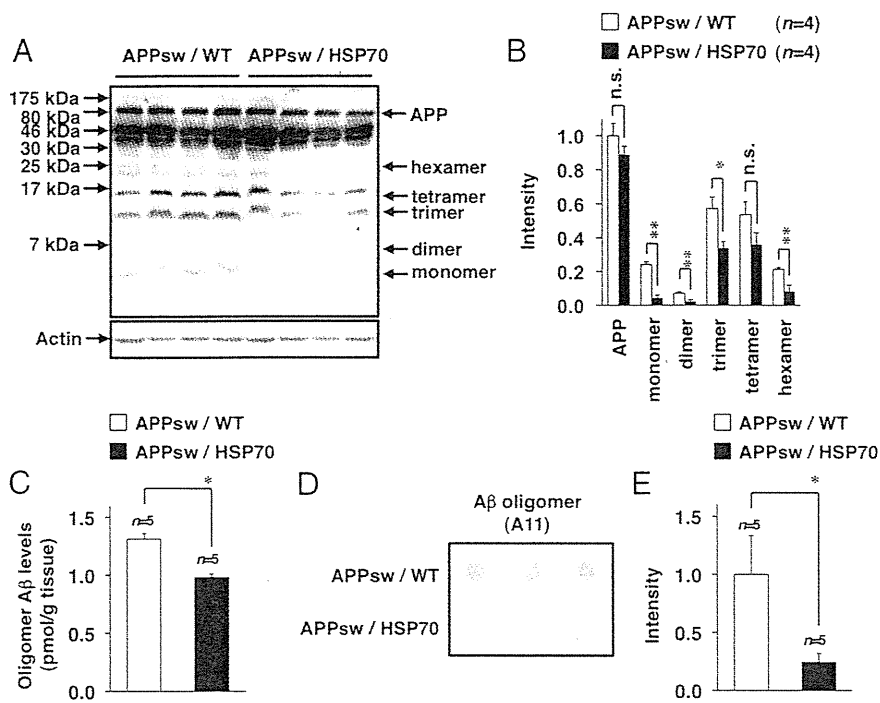 A
APPsw / WT APPsw / HSP70
175 kDa
80 kDa
46 kDa
30 kDa
25 kDa
17 kDa
7 kDa
APP
hexamer
tetramer
trimer
dimer
monomer
Actin
B
APPsw / WT (n=4)
APPsw / HSP70 (n=4)
Intensity
1.0
0.8
0.6
0.4
0.2
0.0
n.s.
**
**
*
n.s.
**
APP
monomer
dimer
trimer
tetramer
hexamer
APPsw / WT
APPsw / HSP70
C
Oligomer Aβ levels
(pmol/g tissue)
1.5
1.0
0.5
0.0
*
n=5
n=5
D
Aβ oligomer
(A11)
APPsw / WT
APPsw / HSP70
APPsw / WT
APPsw / HSP70
E
Intensity
1.5
1.0
0.5
0.0
*
n=5
n=5